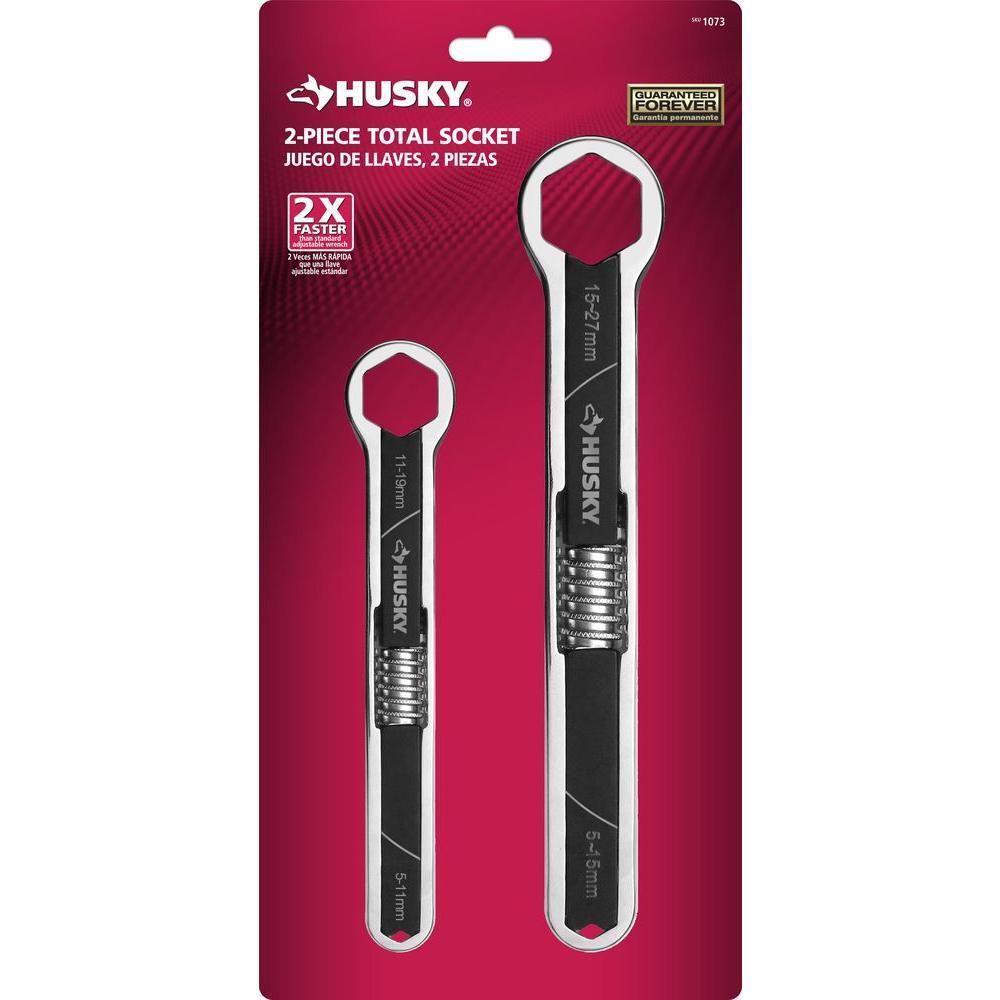 SKU 1073
HUSKY®
GUARANTEED
FOREVER
Garantía permanente
2-PIECE TOTAL SOCKET
JUEGO DE LLAVES, 2 PIEZAS
2X
FASTER
than standard
adjustable wrench
2 Veces MÁS RÁPIDA
que una llave
ajustable estándar
15~27mm
HUSKY
5~15mm
11-19mm
HUSKY
5-11mm